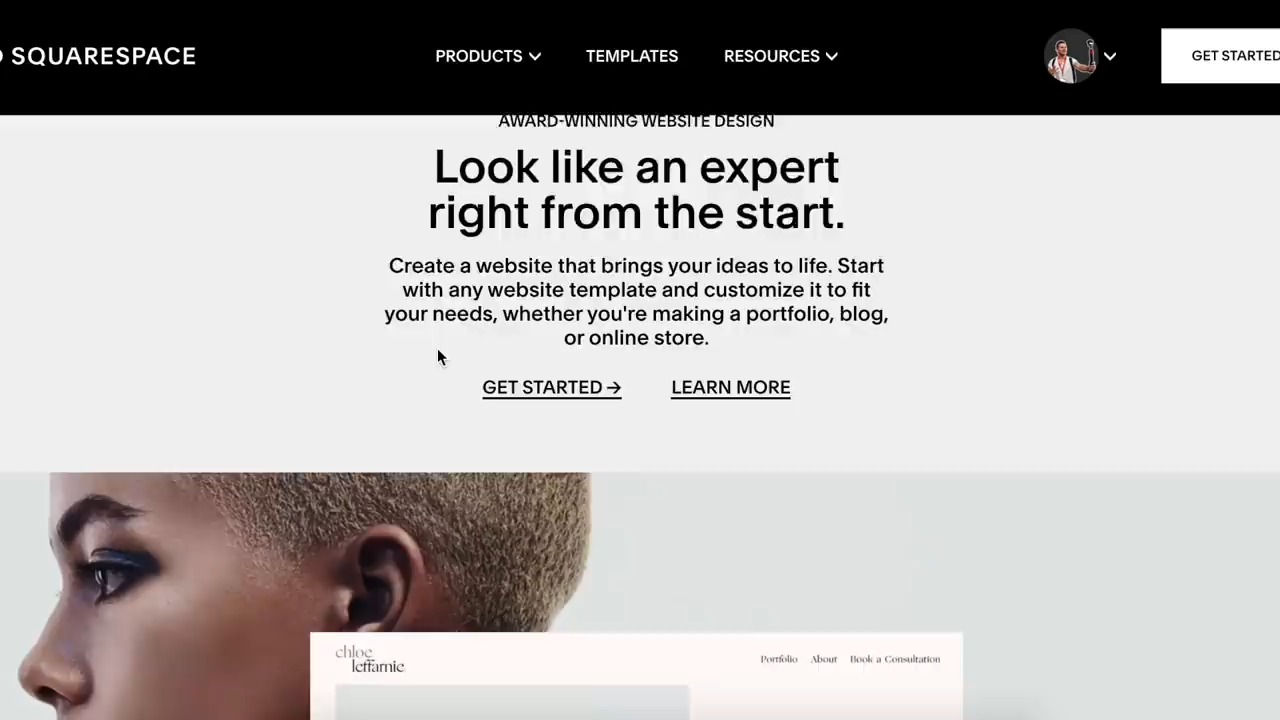 SQUARESPACE
PRODUCTS
TEMPLATES
RESOURCES
GET STARTED
AWARD-WINNING WEBSITE DESIGN
Look like an expert
right from the start.
Create a website that brings your ideas to life. Start
with any website template and customize it to fit
your needs, whether you're making a portfolio, blog,
or online store.
GET STARTED →
LEARN MORE
chloe
leffamie
Portfolio
About
Book a Consultation